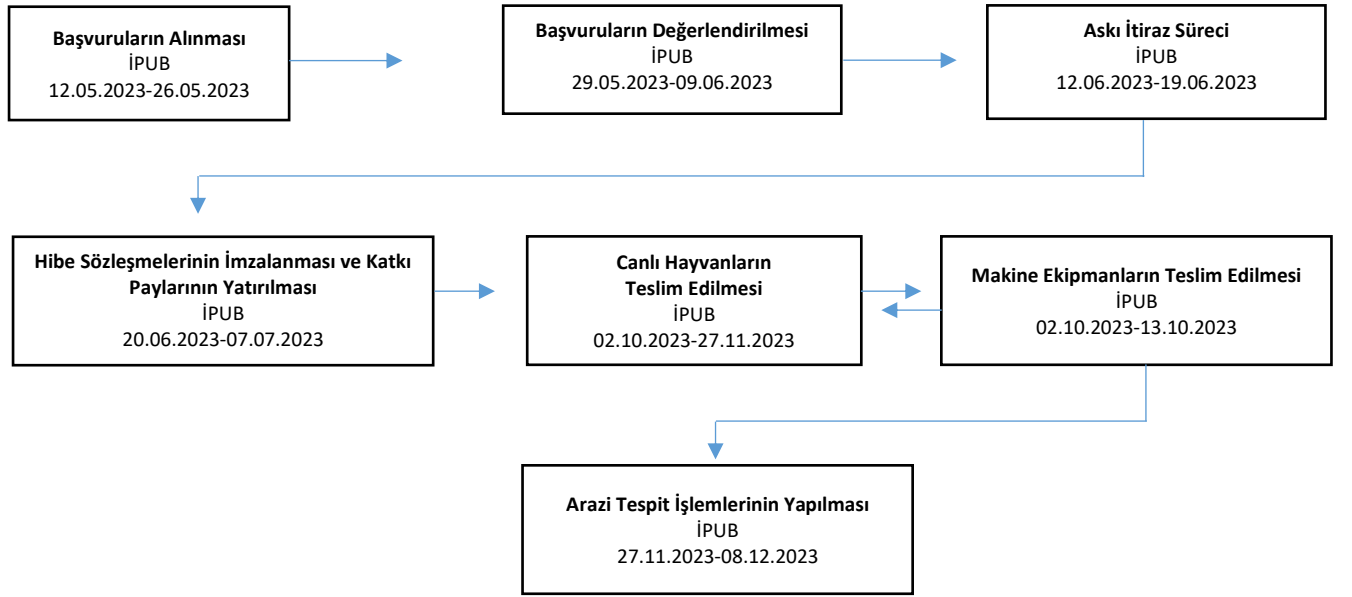 Başvuruların Alınması
İPUB
12.05.2023-26.05.2023
Başvuruların Değerlendirilmesi
İPUB
29.05.2023-09.06.2023
Askı İtiraz Süreci
İPUB
12.06.2023-19.06.2023
Hibe Sözleşmelerinin İmzalanması ve Katkı
Paylarının Yatırılması
İPUB
20.06.2023-07.07.2023
Canlı Hayvanların
Teslim Edilmesi
İPUB
02.10.2023-27.11.2023
Makine Ekipmanların Teslim Edilmesi
İPUB
02.10.2023-13.10.2023
Arazi Tespit İşlemlerinin Yapılması
İPUB
27.11.2023-08.12.2023